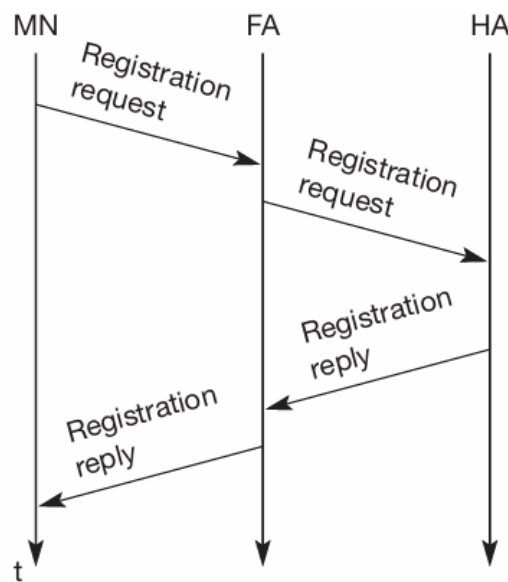 MN FA HA
Registration
request
Registration
request
Registration
reply
Registration
reply
t